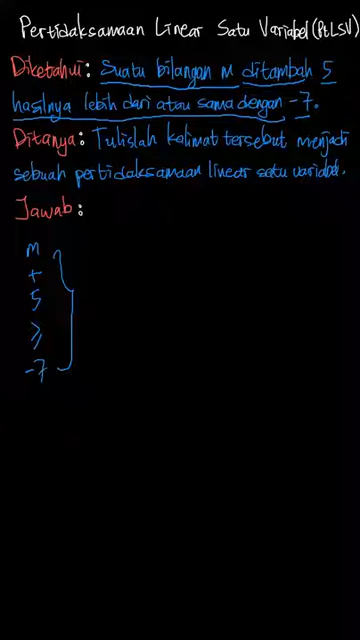 Pertidaksamaan Linear Satu Variabel (PtLSV)
Diketahui: Suatu bilangan m ditambah 5
hasilnya lebih dari atau sama dengan -7.
Ditanya: Tulislah kalimat tersebut menjadi
sebuah pertidaksamaan linear satu variabel.
Jawab:
m
+
5
≥
-7